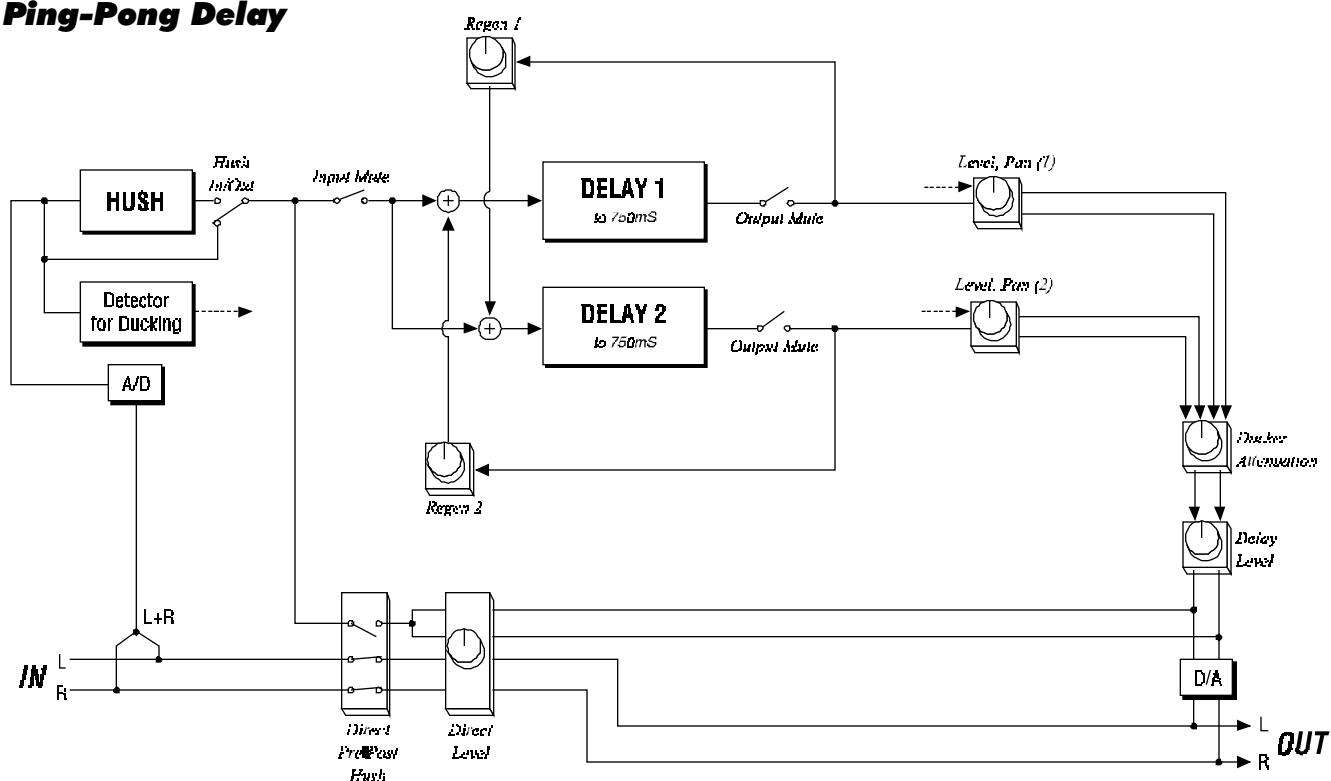 Ping-Pong Delay
Regen 1
Hush
In/Out
Input Mute
HUSH
DELAY 1
to 750mS
Output Mute
Level, Pan (1)
Detector
for Ducking
DELAY 2
to 750mS
Output Mute
Level, Pan (2)
A/D
Regen 2
Ducker
Attenuation
Delay
Level
L+R
IN
L
R
Direct
Pre/Post
Hush
Direct
Level
D/A
L
R
OUT